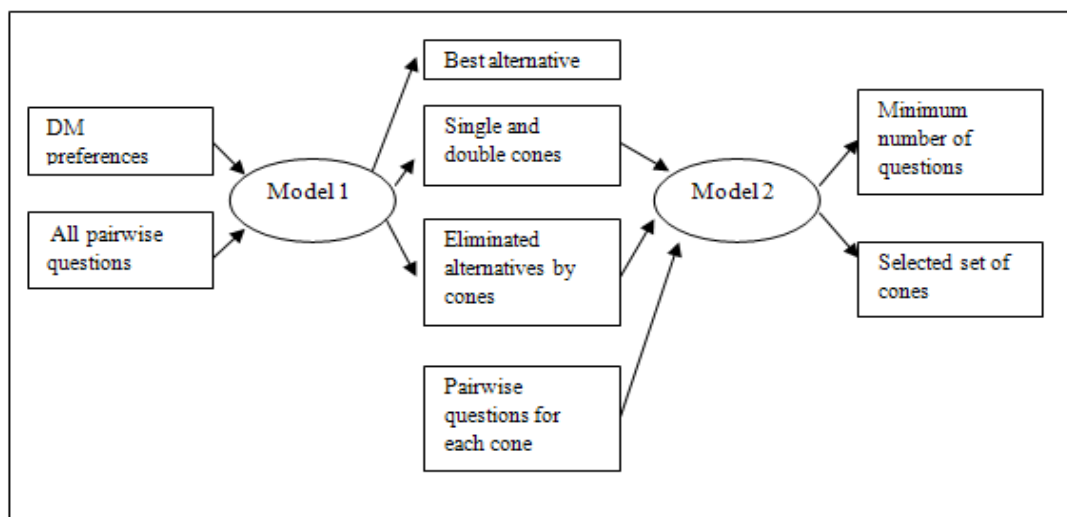 DM
preferences
All pairwise
questions
Model 1
Best alternative
Single and
double cones
Eliminated
alternatives by
cones
Pairwise
questions for
each cone
Model 2
Minimum
number of
questions
Selected set of
cones